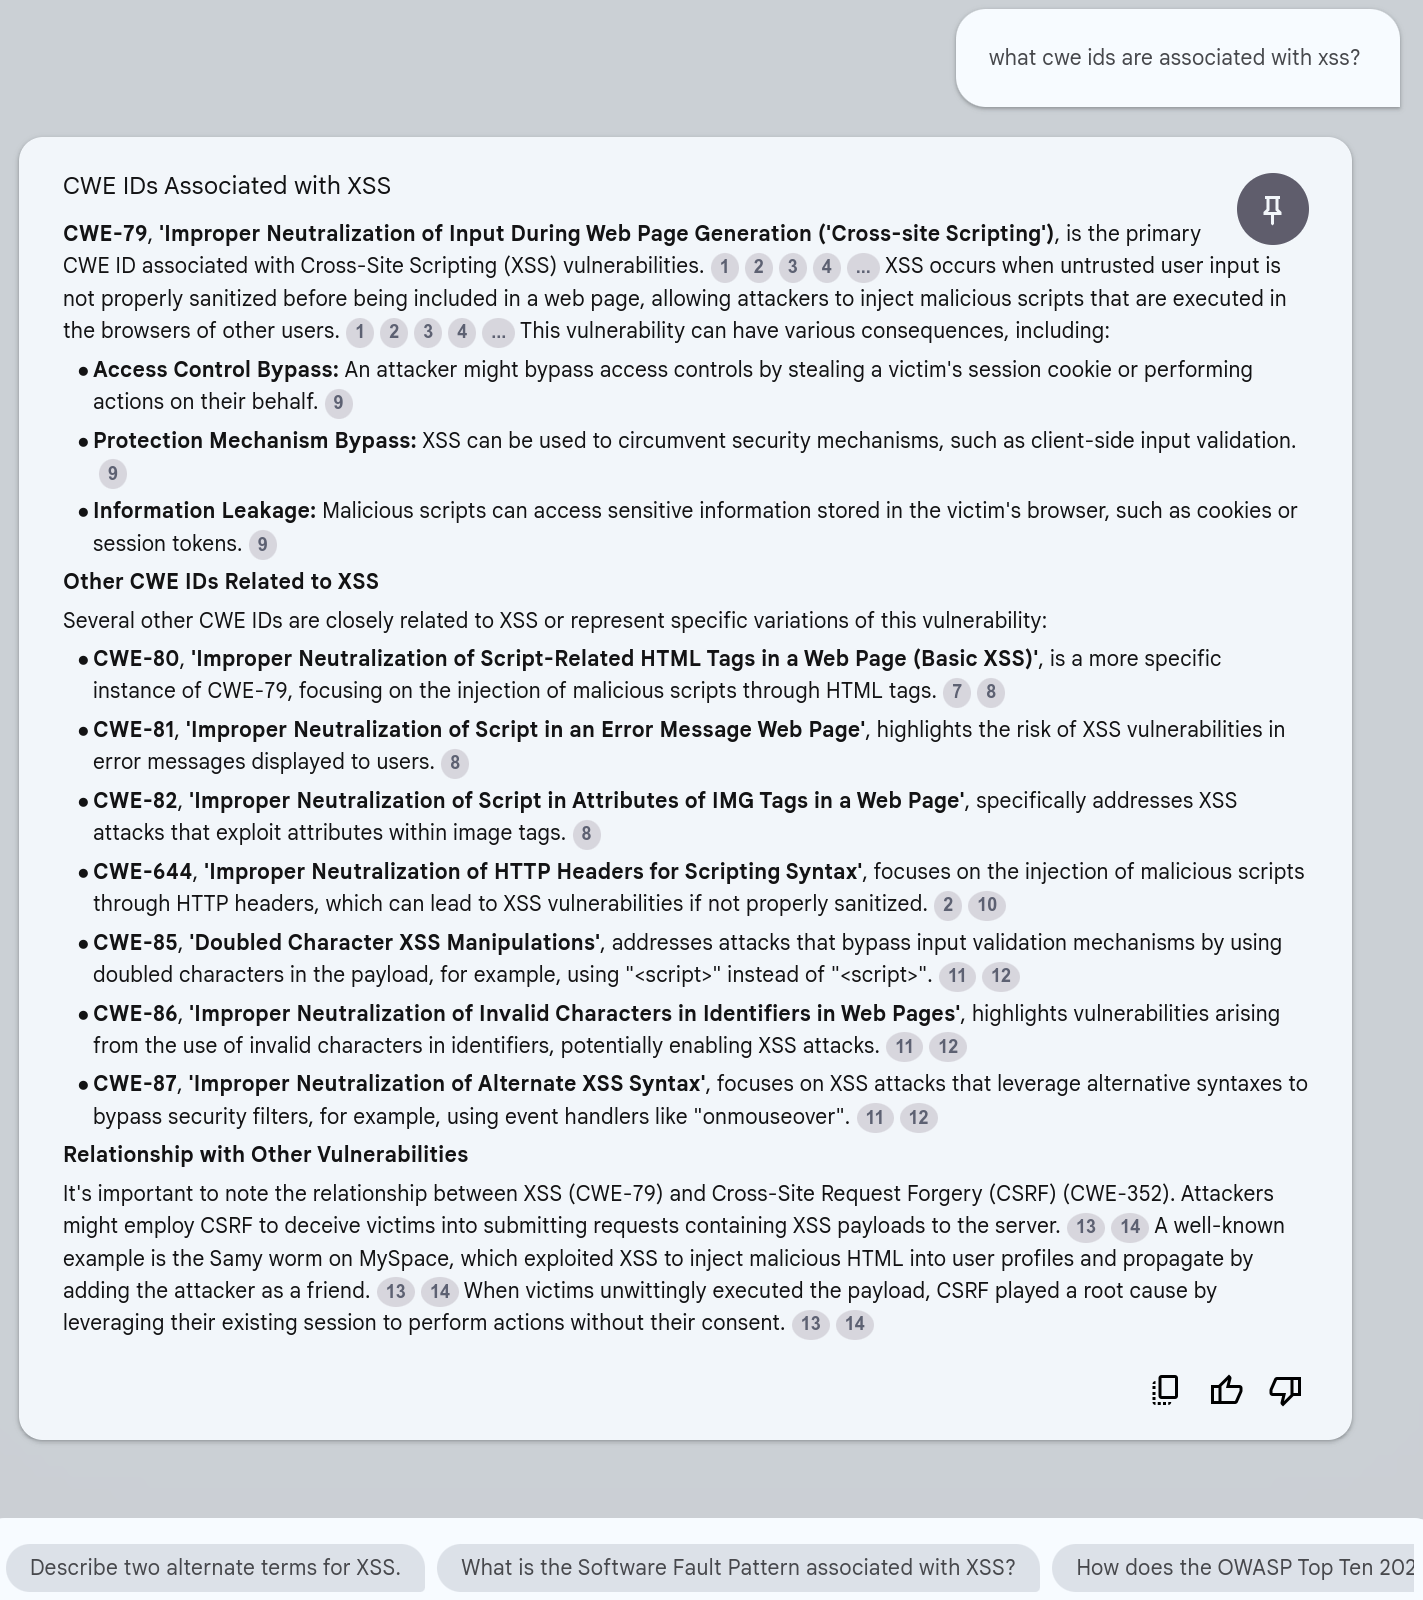 what cwe ids are associated with xss?
CWE IDs Associated with XSS
CWE-79, 'Improper Neutralization of Input During Web Page Generation ('Cross-site Scripting'), is the primary
CWE ID associated with Cross-Site Scripting (XSS) vulnerabilities. 1 2 3 4 ... XSS occurs when untrusted user input is
not properly sanitized before being included in a web page, allowing attackers to inject malicious scripts that are executed in
the browsers of other users. 1 2 3 4 ... This vulnerability can have various consequences, including:
● Access Control Bypass: An attacker might bypass access controls by stealing a victim's session cookie or performing
actions on their behalf. 9
● Protection Mechanism Bypass: XSS can be used to circumvent security mechanisms, such as client-side input validation.
9
● Information Leakage: Malicious scripts can access sensitive information stored in the victim's browser, such as cookies or
session tokens. 9
Other CWE IDs Related to XSS
Several other CWE IDs are closely related to XSS or represent specific variations of this vulnerability:
● CWE-80, 'Improper Neutralization of Script-Related HTML Tags in a Web Page (Basic XSS)', is a more specific
instance of CWE-79, focusing on the injection of malicious scripts through HTML tags. 7 8
● CWE-81, 'Improper Neutralization of Script in an Error Message Web Page', highlights the risk of XSS vulnerabilities in
error messages displayed to users. 8
● CWE-82, 'Improper Neutralization of Script in Attributes of IMG Tags in a Web Page', specifically addresses XSS
attacks that exploit attributes within image tags. 8
● CWE-644, 'Improper Neutralization of HTTP Headers for Scripting Syntax', focuses on the injection of malicious scripts
through HTTP headers, which can lead to XSS vulnerabilities if not properly sanitized. 2 10
● CWE-85, 'Doubled Character XSS Manipulations', addresses attacks that bypass input validation mechanisms by using
doubled characters in the payload, for example, using "<script>" instead of "<script>". 11 12
● CWE-86, 'Improper Neutralization of Invalid Characters in Identifiers in Web Pages', highlights vulnerabilities arising
from the use of invalid characters in identifiers, potentially enabling XSS attacks. 11 12
● CWE-87, 'Improper Neutralization of Alternate XSS Syntax', focuses on XSS attacks that leverage alternative syntaxes to
bypass security filters, for example, using event handlers like "onmouseover". 11 12
Relationship with Other Vulnerabilities
It's important to note the relationship between XSS (CWE-79) and Cross-Site Request Forgery (CSRF) (CWE-352). Attackers
might employ CSRF to deceive victims into submitting requests containing XSS payloads to the server. 13 14 A well-known
example is the Samy worm on MySpace, which exploited XSS to inject malicious HTML into user profiles and propagate by
adding the attacker as a friend. 13 14 When victims unwittingly executed the payload, CSRF played a root cause by
leveraging their existing session to perform actions without their consent. 13 14
Describe two alternate terms for XSS.
What is the Software Fault Pattern associated with XSS?
How does the OWASP Top Ten 202